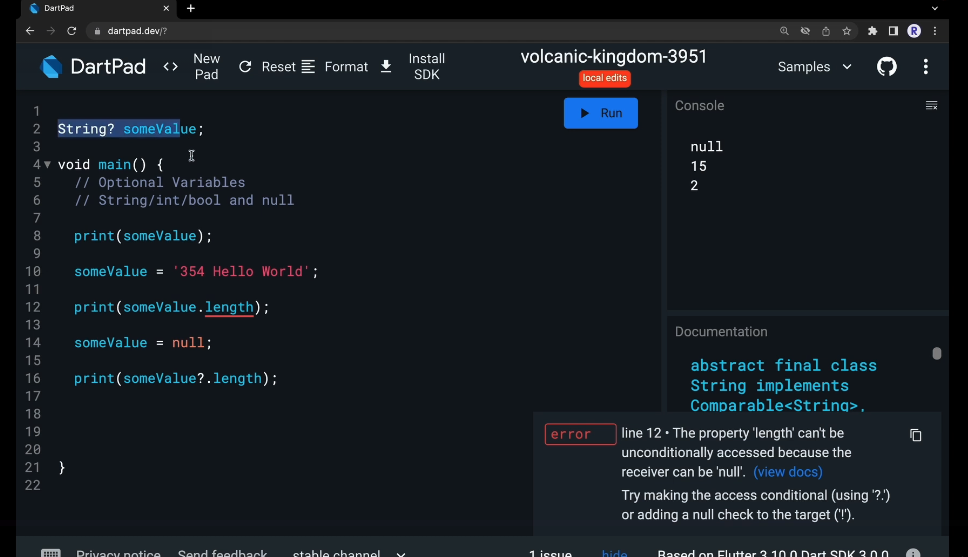 DartPad
dartpad.dev/?
R
DartPad
<> New Pad
Reset
Format
Install SDK
volcanic-kingdom-3951
local edits
Samples
1
2 String? someValue;
3
4 void main() {
5 // Optional Variables
6 // String/int/bool and null
7
8 print(someValue);
9
10 someValue = '354 Hello World';
11
12 print(someValue.length);
13
14 someValue = null;
15
16 print(someValue?.length);
17
18
19
20
21 }
22
Run
Console
null
15
2
Documentation
abstract final class
String implements
Comparable<String>,
error
line 12 • The property 'length' can't be
unconditionally accessed because the
receiver can be 'null'. (view docs)
Try making the access conditional (using '?.')
or adding a null check to the target ('!').
Privacy notice Send feedback stable channel 1 issue hide Based on Flutter 3.10.0 Dart SDK 3.0.0